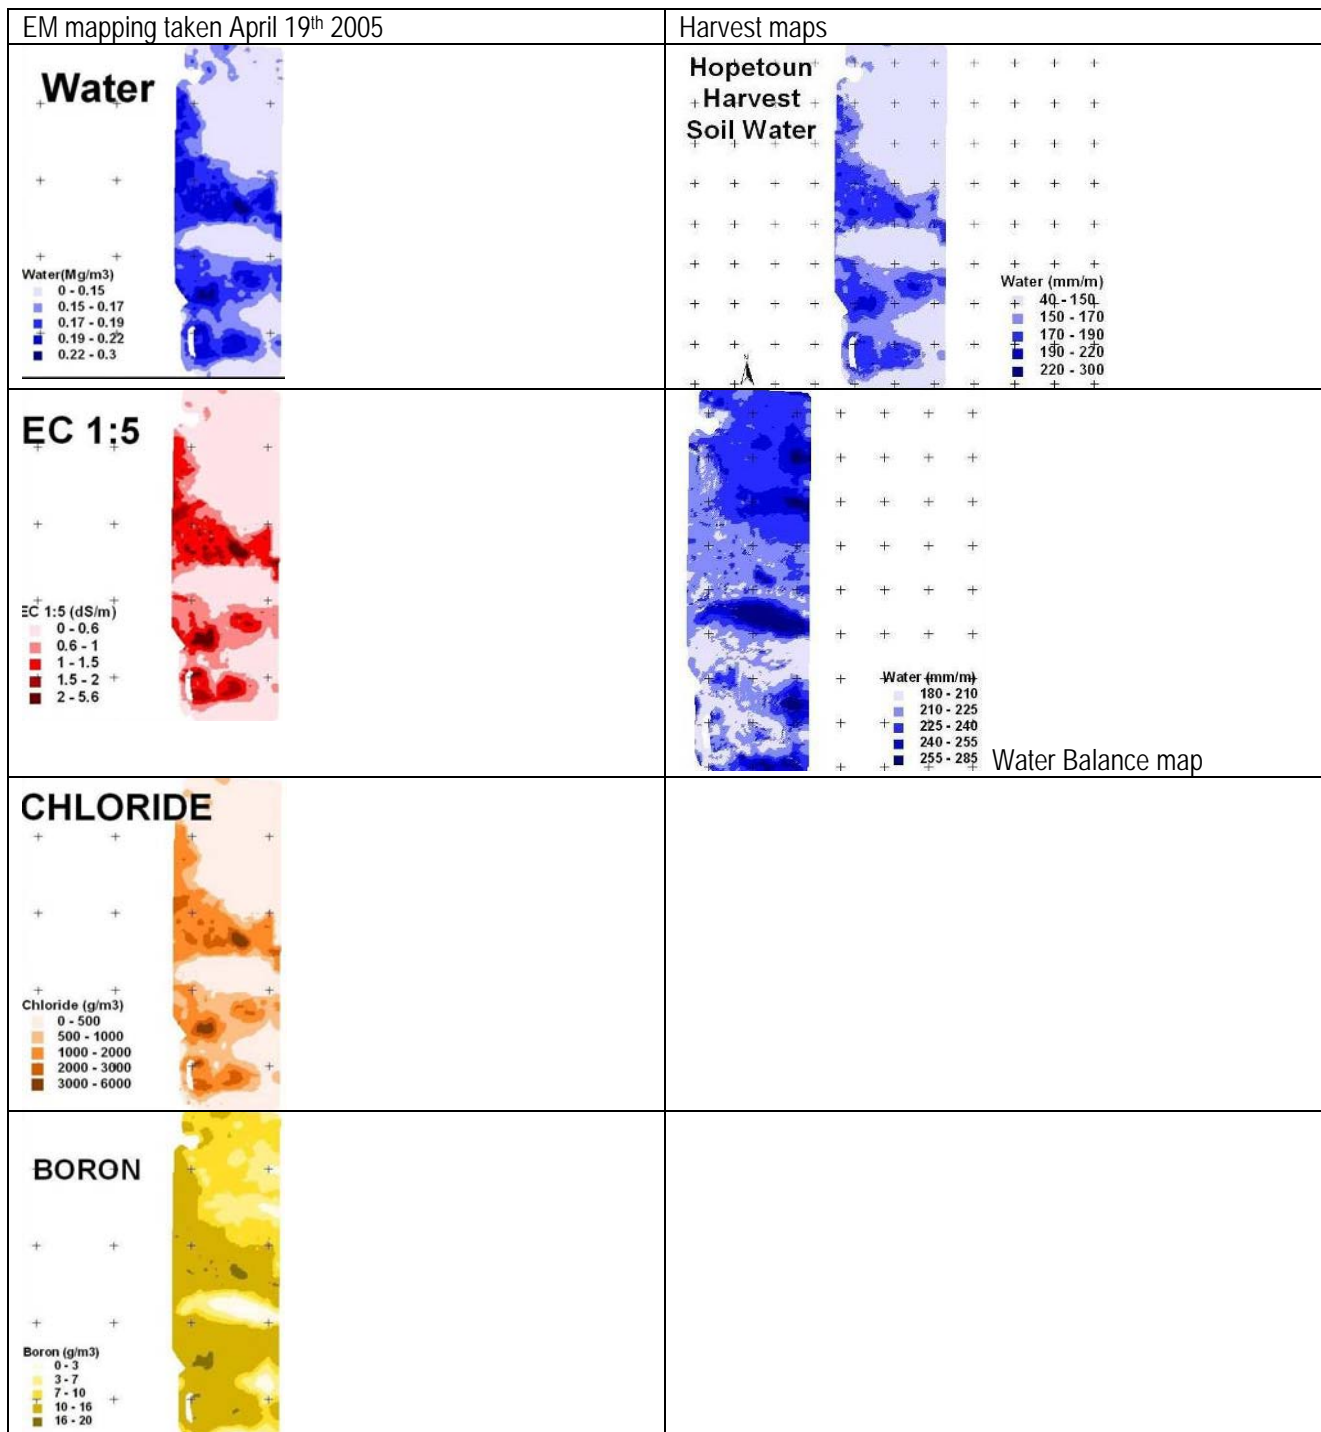 EM mapping taken April 19th 2005
Harvest maps
Water
Water(Mg/m3)
0 - 0.15
0.15 - 0.17
0.17 - 0.19
0.19 - 0.22
0.22 - 0.3
Hopetoun
Harvest
Soil Water
N
Water (mm/m)
40 - 150
150 - 170
170 - 190
190 - 220
220 - 300
EC 1:5
EC 1:5 (dS/m)
0 - 0.6
0.6 - 1
1 - 1.5
1.5 - 2
2 - 5.6
Water (mm/m)
180 - 210
210 - 225
225 - 240
240 - 255
255 - 285
Water Balance map
CHLORIDE
Chloride (g/m3)
0 - 500
500 - 1000
1000 - 2000
2000 - 3000
3000 - 6000
BORON
Boron (g/m3)
0 - 3
3 - 7
7 - 10
10 - 16
16 - 20